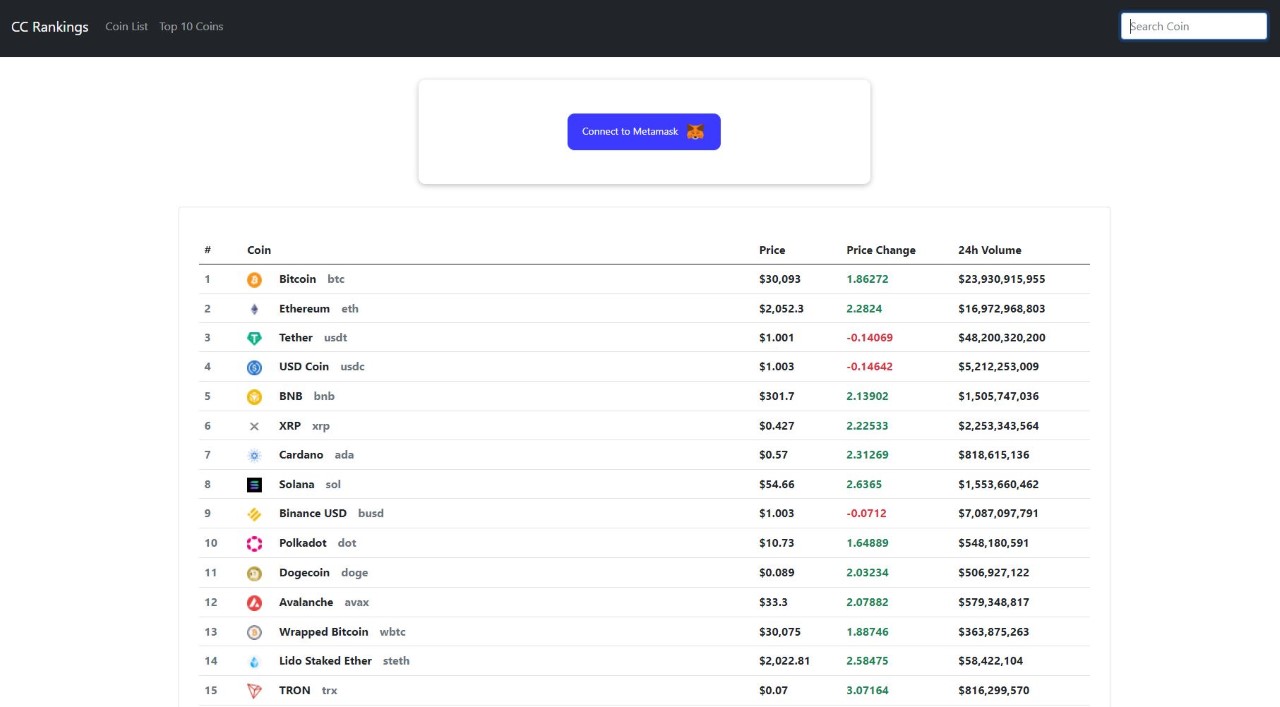 CC Rankings Coin List Top 10 Coins Search Coin
Connect to Metamask
# Coin Price Price Change 24h Volume
1 Bitcoin btc $30,093 1.86272 $23,930,915,955
2 Ethereum eth $2,052.3 2.2824 $16,972,968,803
3 Tether usdt $1.001 -0.14069 $48,200,320,200
4 USD Coin usdc $1.003 -0.14642 $5,212,253,009
5 BNB bnb $301.7 2.13902 $1,505,747,036
6 XRP xrp $0.427 2.22533 $2,253,343,564
7 Cardano ada $0.57 2.31269 $818,615,136
8 Solana sol $54.66 2.6365 $1,553,660,462
9 Binance USD busd $1.003 -0.0712 $7,087,097,791
10 Polkadot dot $10.73 1.64889 $548,180,591
11 Dogecoin doge $0.089 2.03234 $506,927,122
12 Avalanche avax $33.3 2.07882 $579,348,817
13 Wrapped Bitcoin wbtc $30,075 1.88746 $363,875,263
14 Lido Staked Ether steth $2,022.81 2.58475 $58,422,104
15 TRON trx $0.07 3.07164 $816,299,570